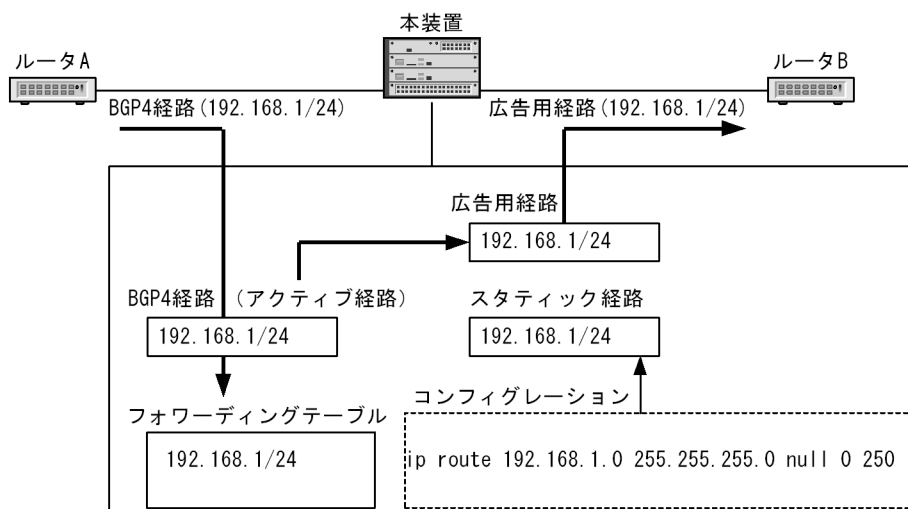 本装置
ルータA
ルータB
BGP4経路(192.168.1/24)
広告用経路(192.168.1/24)
広告用経路
192.168.1/24
BGP4経路 (アクティブ経路)
スタティック経路
192.168.1/24
192.168.1/24
コンフィグレーション
フォワーディングテーブル
192.168.1/24
ip route 192.168.1.0 255.255.255.0 null 0 250